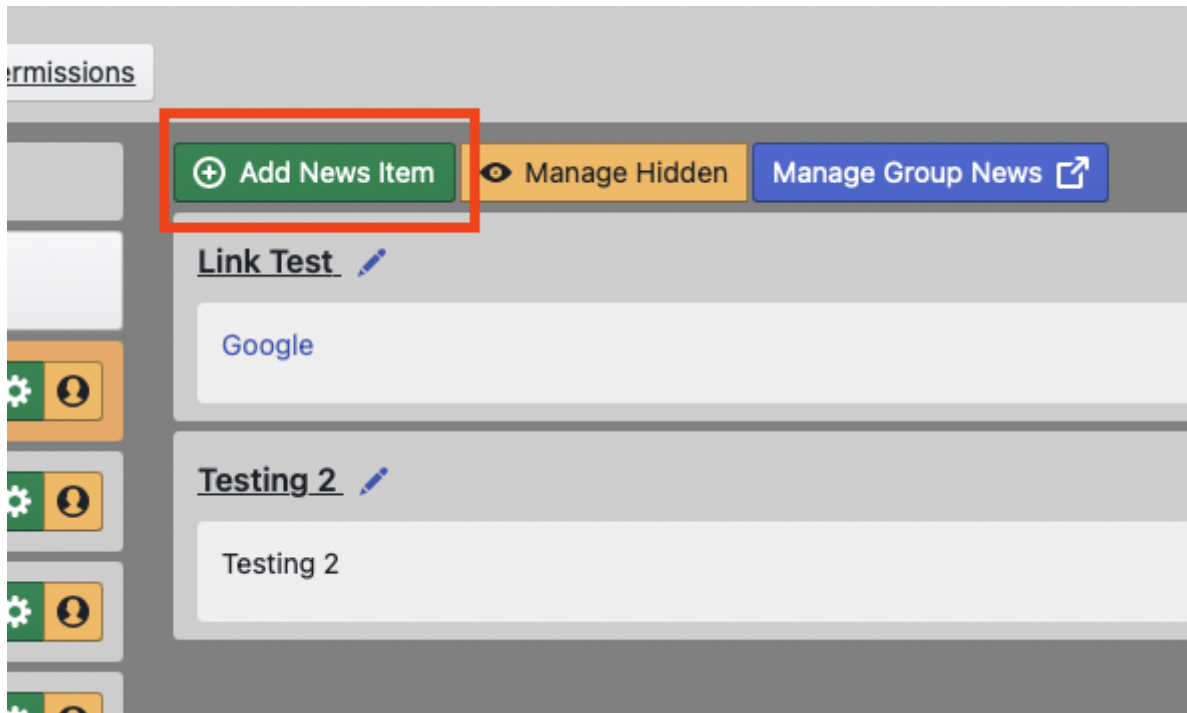 ermissions
Add News Item Manage Hidden Manage Group News
Link Test
Google
Testing 2
Testing 2